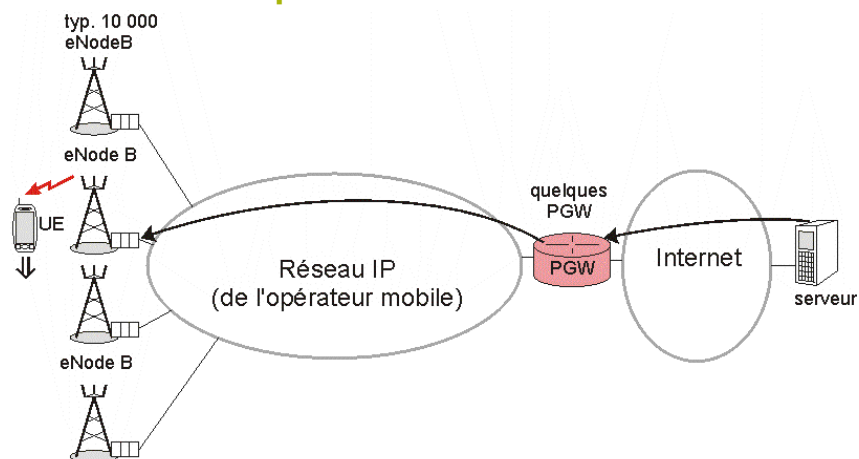 typ. 10 000
eNodeB
eNode B
UE
eNode B
Réseau IP
(de l'opérateur mobile)
quelques
PGW
PGW
Internet
serveur